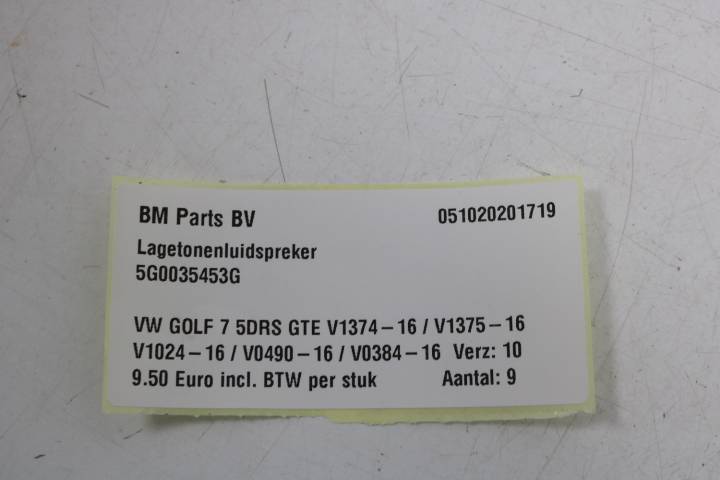 BM Parts BV 051020201719
Lagetonenluidspreker
5G0035453G
VW GOLF 7 5DRS GTE V1374-16 / V1375-16
V1024-16 / V0490-16 / V0384-16 Verz: 10
9.50 Euro incl. BTW per stuk Aantal: 9